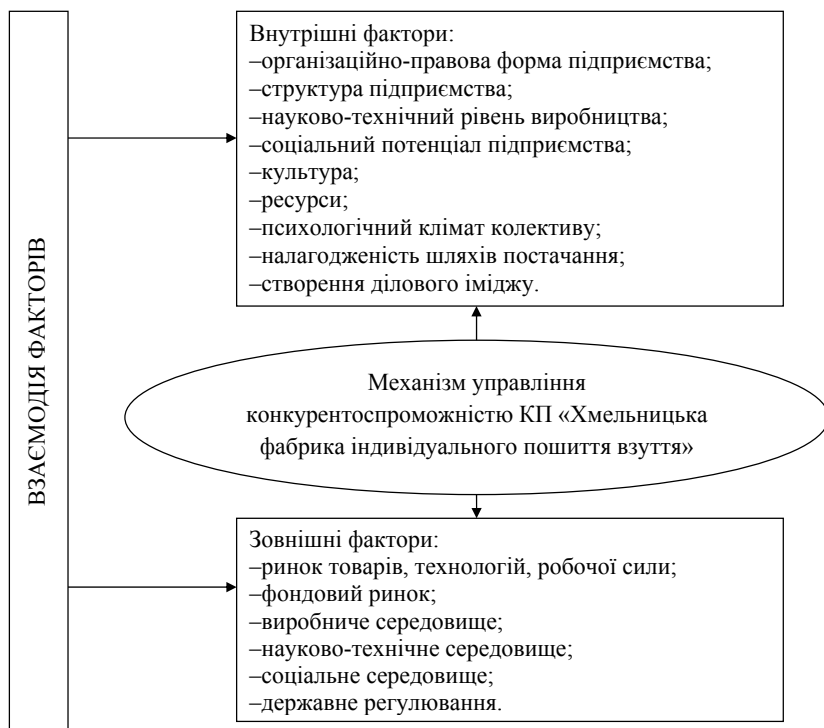 ВЗАЄМОДІЯ ФАКТОРІВ
Внутрішні фактори:
–організаційно-правова форма підприємства;
–структура підприємства;
–науково-технічний рівень виробництва;
–соціальний потенціал підприємства;
–культура;
–ресурси;
–психологічний клімат колективу;
–налагодженість шляхів постачання;
–створення ділового іміджу.
Механізм управління
конкурентоспроможністю КП «Хмельницька
фабрика індивідуального пошиття взуття»
Зовнішні фактори:
–ринок товарів, технологій, робочої сили;
–фондовий ринок;
–виробниче середовище;
–науково-технічне середовище;
–соціальне середовище;
–державне регулювання.